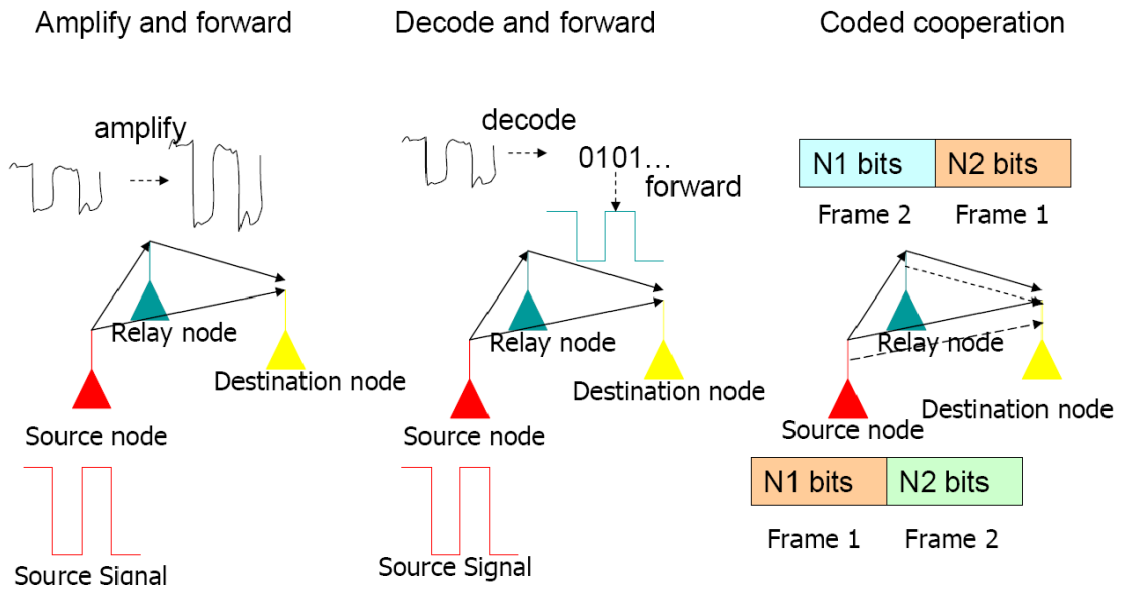 Amplify and forward
amplify
Relay node
Destination node
Source node
Source Signal
Decode and forward
decode
0101...
forward
Relay node
Destination node
Source node
Source Signal
Coded cooperation
N1 bits N2 bits
Frame 2 Frame 1
Relay node
Destination node
Source node
N1 bits N2 bits
Frame 1 Frame 2